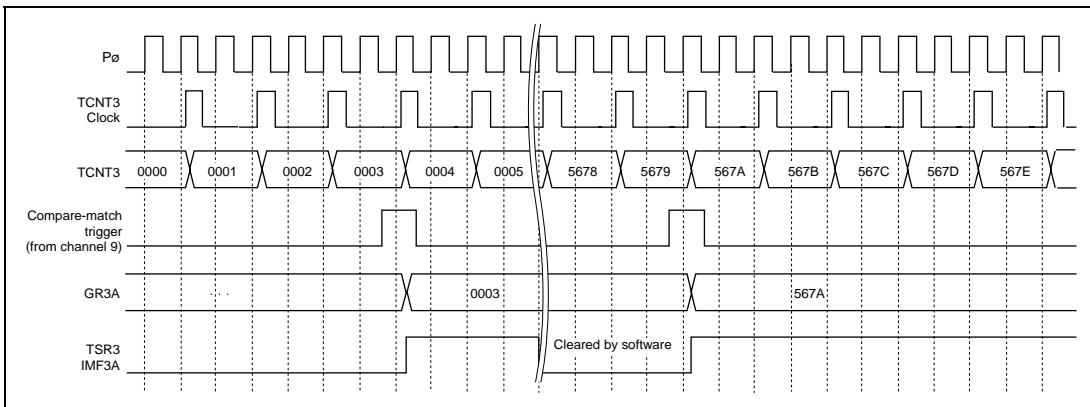 Pø
TCNT3
Clock
TCNT3 0000 0001 0002 0003 0004 0005 5678 5679 567A 567B 567C 567D 567E
Compare-match
trigger
(from channel 9)
GR3A 0003 567A
TSR3
IMF3A
Cleared by software